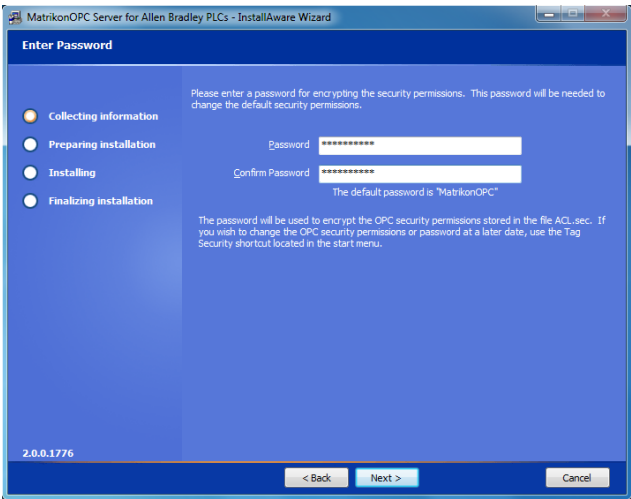 MatrikonOPC Server for Allen Bradley PLCs - InstallAware Wizard
Enter Password
Please enter a password for encrypting the security permissions. This password will be needed to
change the default security permissions.
Collecting information
Preparing installation
Installing
Finalizing installation
Password **********
Confirm Password **********
The default password is "MatrikonOPC"
The password will be used to encrypt the OPC security permissions stored in the file ACL.sec. If
you wish to change the OPC security permissions or password at a later date, use the Tag
Security shortcut located in the start menu.
2.0.0.1776
< Back Next > Cancel